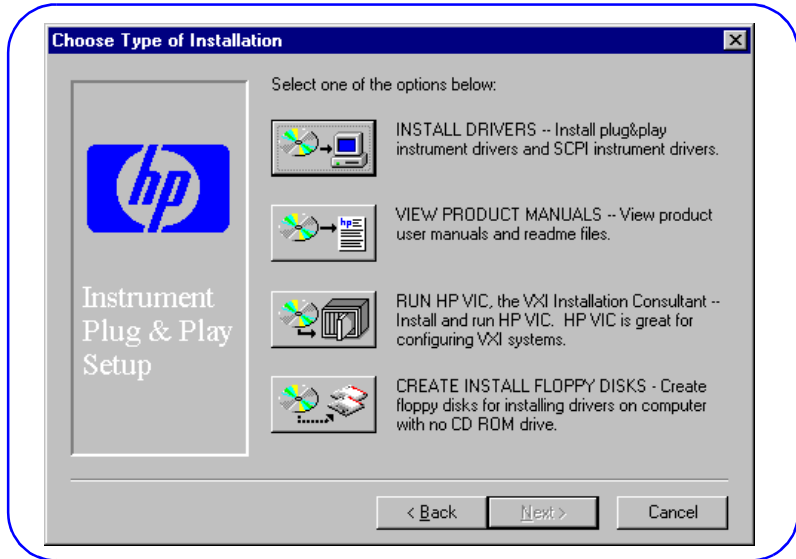 Choose Type of Installation
Select one of the options below:
hp
Instrument
Plug & Play
Setup
INSTALL DRIVERS -- Install plug&play
instrument drivers and SCPI instrument drivers.
hp
VIEW PRODUCT MANUALS -- View product
user manuals and readme files.
RUN HP VIC, the VXI Installation Consultant --
Install and run HP VIC.  HP VIC is great for
configuring VXI systems.
CREATE INSTALL FLOPPY DISKS - Create
floppy disks for installing drivers on computer
with no CD ROM drive.
< Back
Next >
Cancel